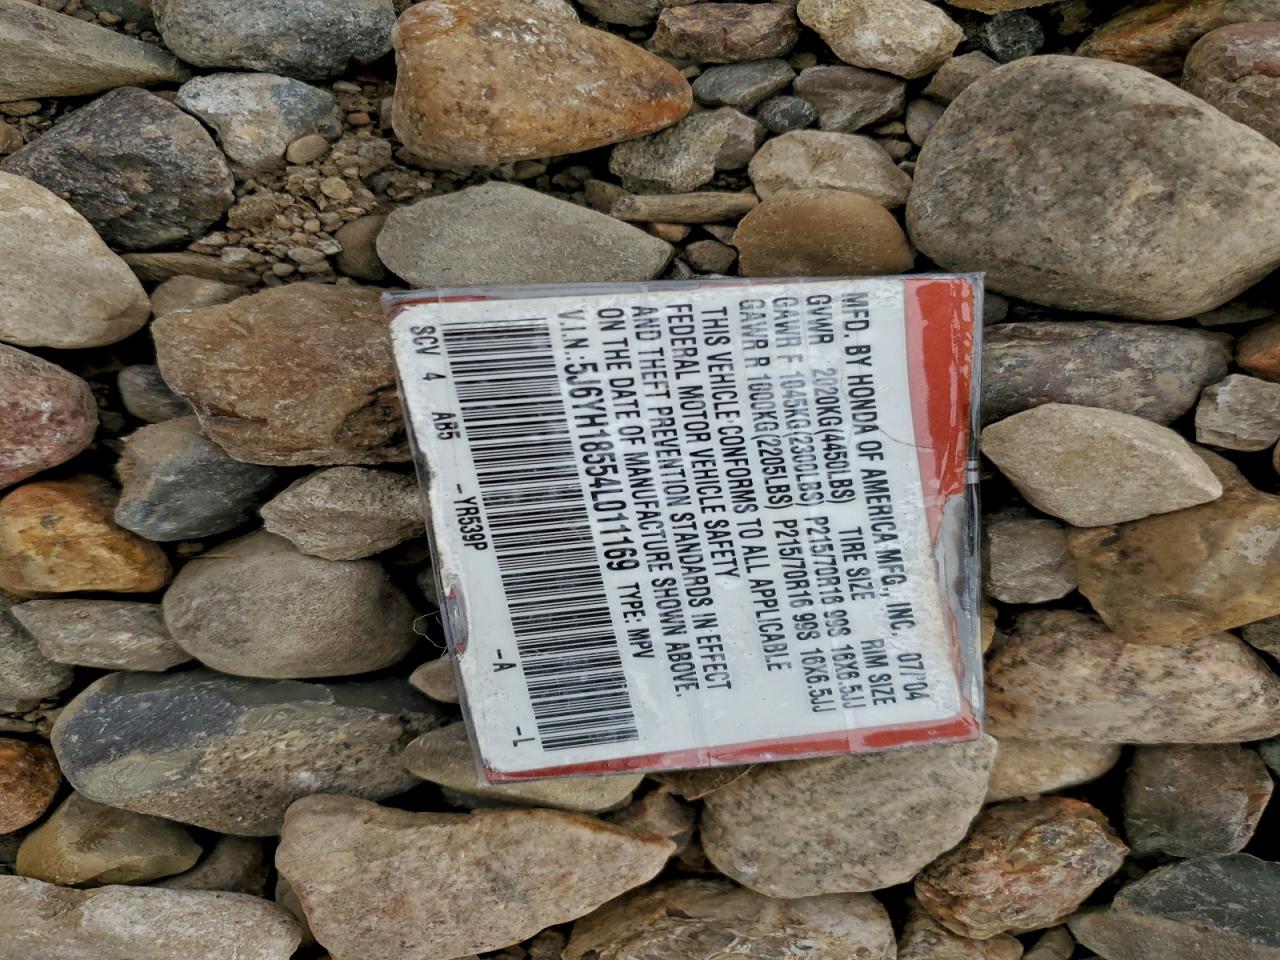 MFD. BY HONDA OF AMERICA MFG., INC. 07/'04
GVWR 2020KG(4450LBS) TIRE SIZE RIM SIZE
GAWR F 1045KG(2300LBS) P215/70R16 99S 16X6.5JJ
GAWR R 1000KG(2205LBS) P215/70R16 99S 16X6.5JJ
THIS VEHICLE CONFORMS TO ALL APPLICABLE
FEDERAL MOTOR VEHICLE SAFETY
AND THEFT PREVENTION STANDARDS IN EFFECT
ON THE DATE OF MANUFACTURE SHOWN ABOVE.
V.I.N.: 5J6YH18554L011169 TYPE: MPV
SCV 4 AB5 - YR539P - A - L